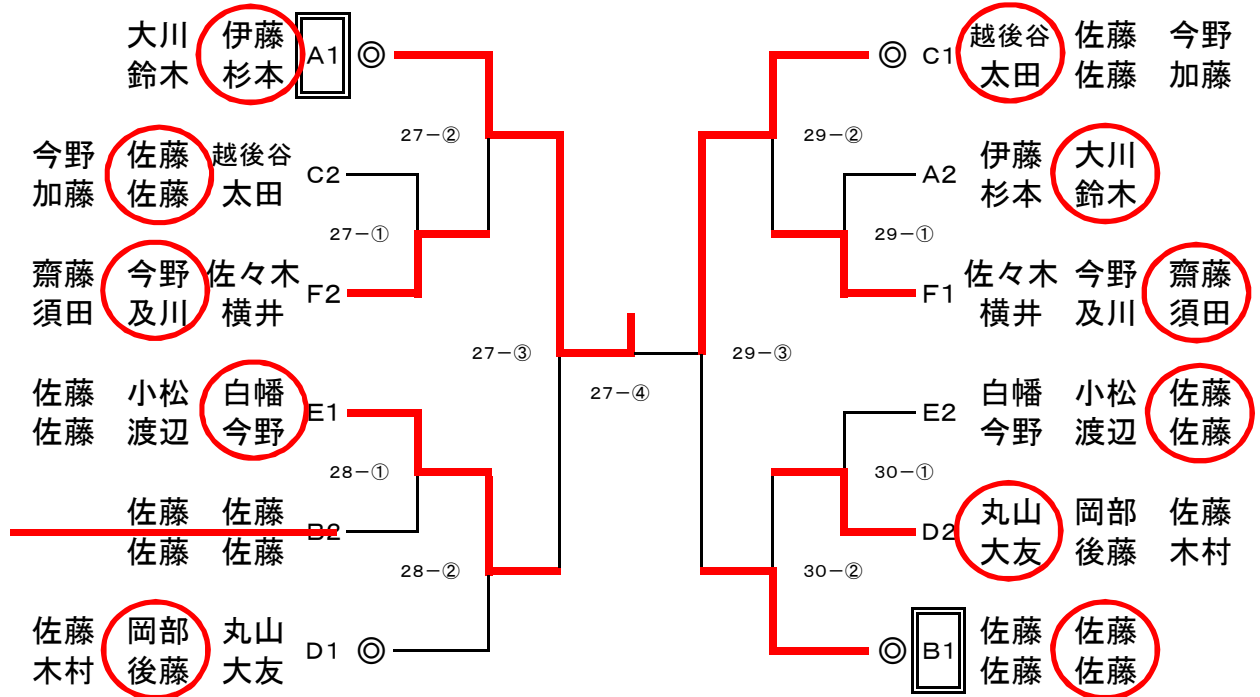 大川 伊藤 A1 ◎
鈴木 杉本
27-②
今野 佐藤 越後谷 C2
加藤 佐藤 太田
27-①
齋藤 今野 佐々木 F2
須田 及川 横井
27-③
佐藤 小松 白幡 E1
佐藤 渡辺 今野
28-①
佐藤 佐藤 B2
佐藤 佐藤
28-②
佐藤 岡部 丸山 D1 ◎
木村 後藤 大友
27-④
◎ C1 越後谷 佐藤 今野
太田 佐藤 加藤
29-②
A2 伊藤 大川
杉本 鈴木
29-①
F1 佐々木 今野 齋藤
横井 及川 須田
29-③
E2 白幡 小松 佐藤
今野 渡辺 佐藤
30-①
D2 丸山 岡部 佐藤
大友 後藤 木村
30-②
◎ B1 佐藤 佐藤
佐藤 佐藤